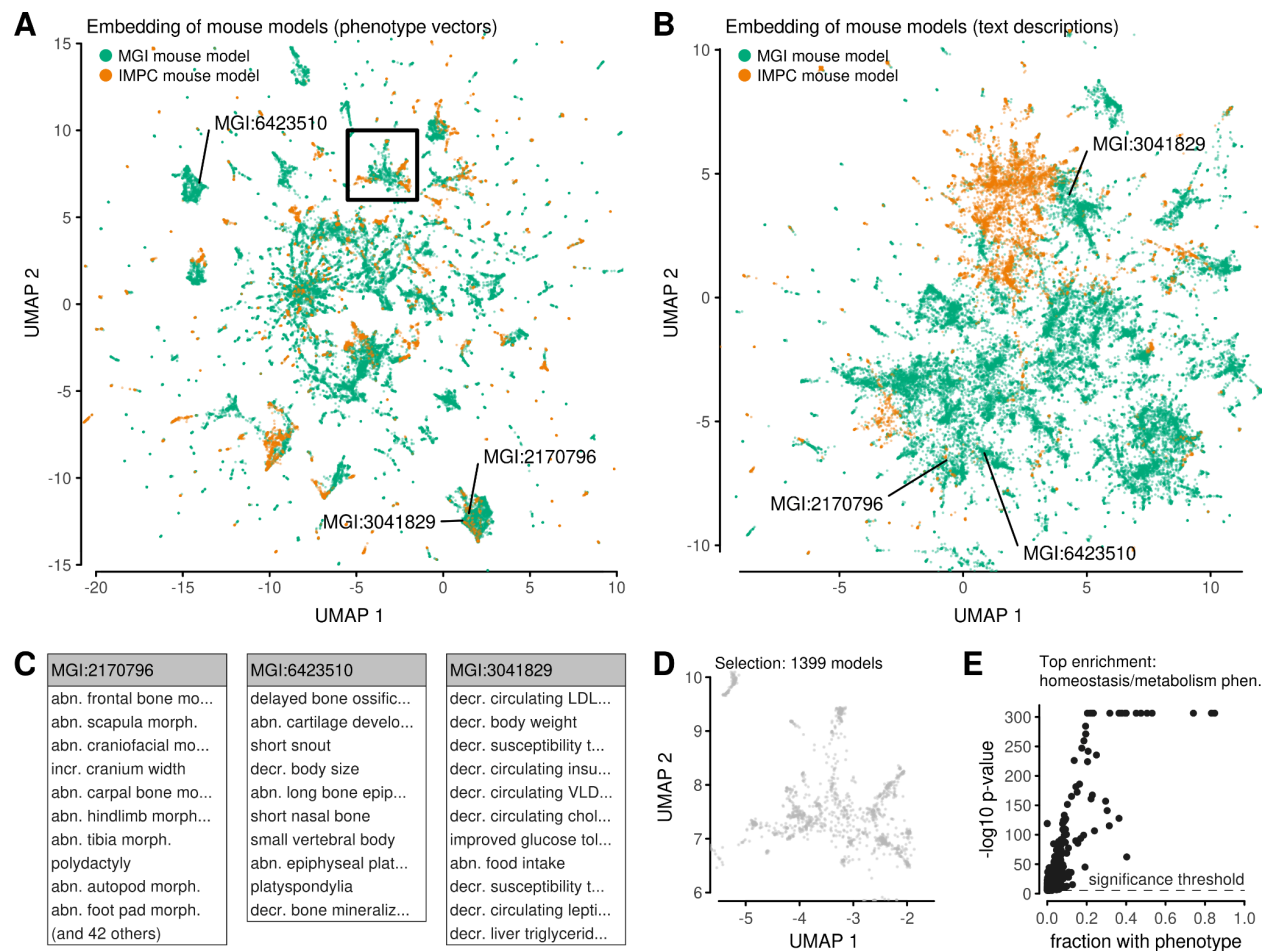 A
Embedding of mouse models (phenotype vectors)
MGI mouse model
IMPC mouse model
15
10
5
0
-5
-10
-15
UMAP 2
MGI:6423510
MGI:2170796
MGI:3041829
-20
-15
-10
-5
0
5
10
UMAP 1
B
Embedding of mouse models (text descriptions)
MGI mouse model
IMPC mouse model
10
5
0
-5
-10
UMAP 2
MGI:3041829
MGI:2170796
MGI:6423510
-5
0
5
10
UMAP 1
C
MGI:2170796
abn. frontal bone mo...
abn. scapula morph.
abn. craniofacial mo...
incr. cranium width
abn. carpal bone mo...
abn. hindlimb morph...
abn. tibia morph.
polydactyly
abn. autopod morph.
abn. foot pad morph.
(and 42 others)
MGI:6423510
delayed bone ossific...
abn. cartilage develo...
short snout
decr. body size
abn. long bone epip...
short nasal bone
small vertebral body
abn. epiphyseal plat...
platyspondylia
decr. bone mineraliz...
MGI:3041829
decr. circulating LDL...
decr. body weight
decr. susceptibility t...
decr. circulating insu...
decr. circulating VLD...
decr. circulating chol...
improved glucose tol...
abn. food intake
decr. susceptibility t...
decr. circulating lepti...
decr. liver triglycerid...
D
Selection: 1399 models
10
9
8
7
6
UMAP 2
-5
-4
-3
-2
UMAP 1
E
Top enrichment:
homeostasis/metabolism phen.
300
250
200
150
100
50
0
-log10 p-value
significance threshold
0.0
0.2
0.4
0.6
0.8
1.0
fraction with phenotype